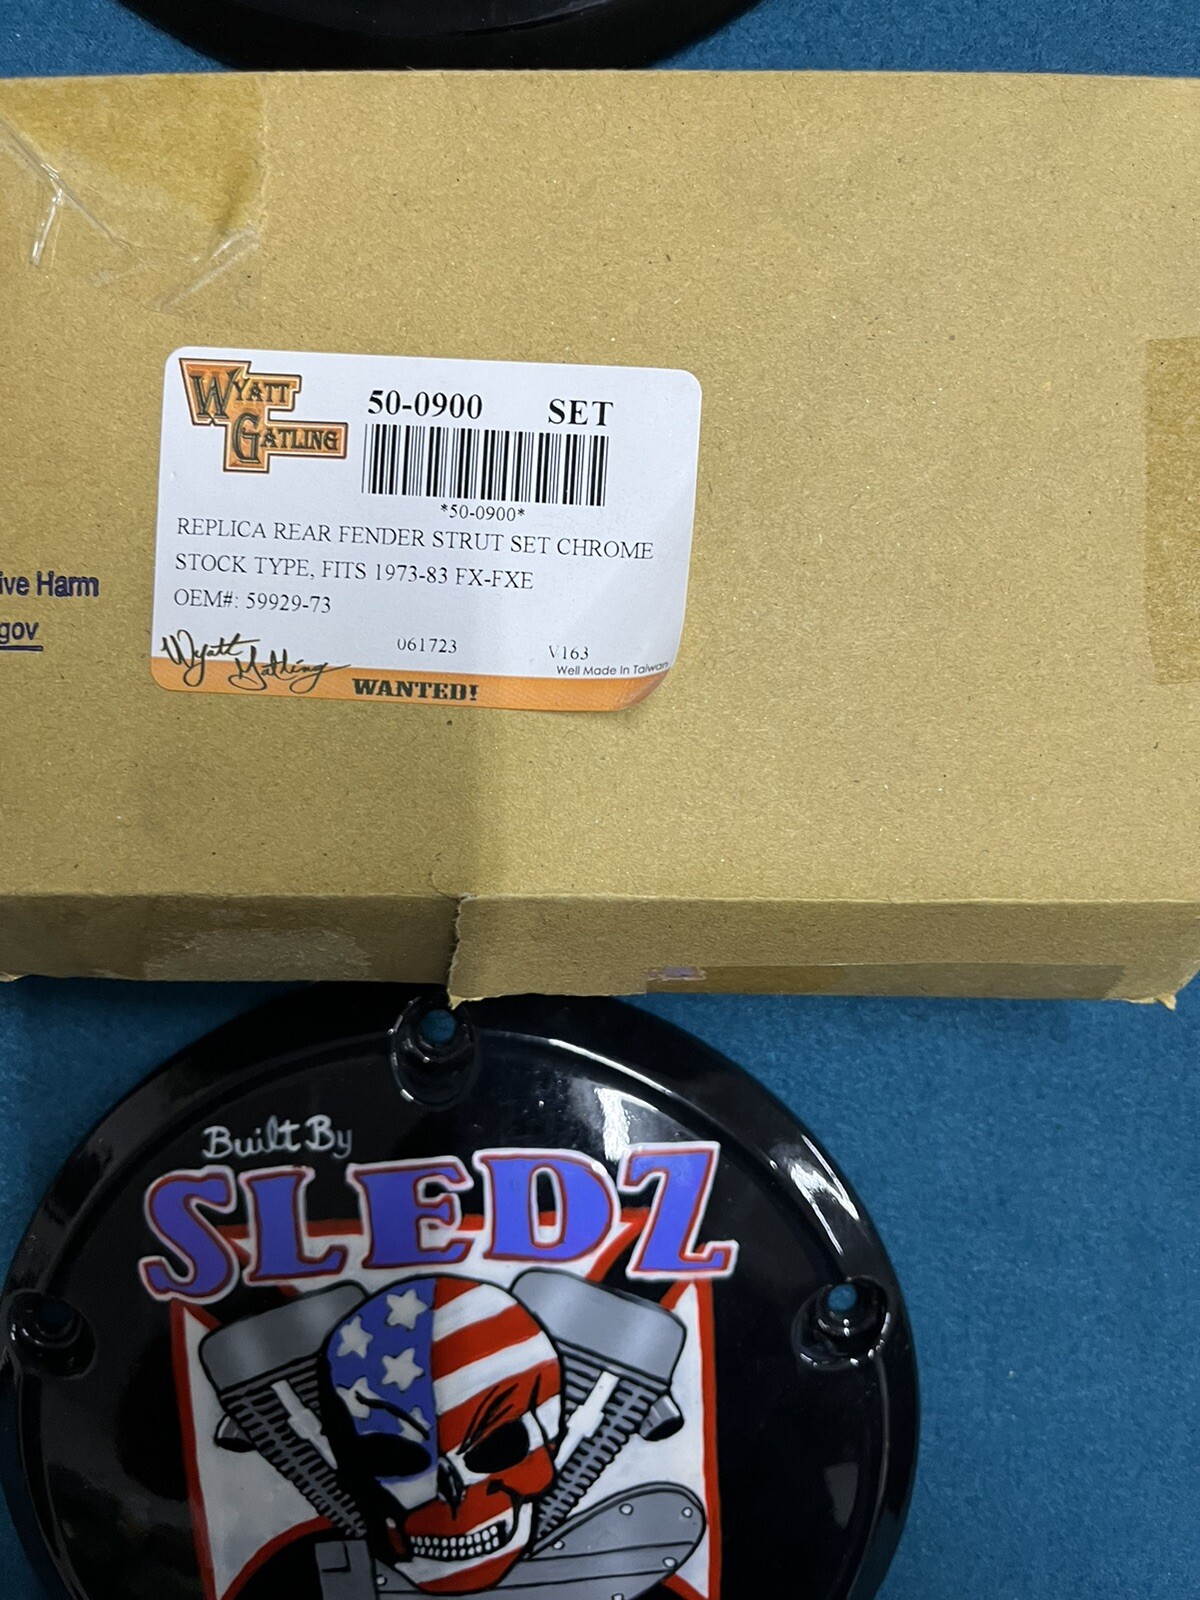 WYATT
GATLING
50-0900 SET
*50-0900*
REPLICA REAR FENDER STRUT SET CHROME
STOCK TYPE, FITS 1973-83 FX-FXE
OEM#: 59929-73
ive Harm
gov
Wyatt Gatling
061723 V163
Well Made In Taiwan
WANTED!
Built By
SLEDZ